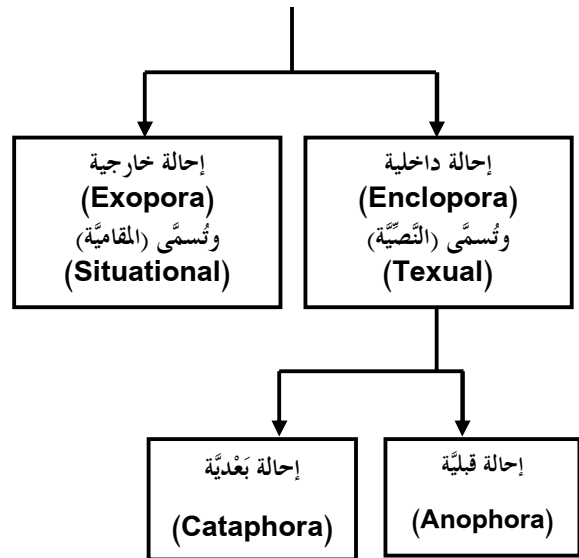 إحالة داخلية
(Enclopora)
وتُسمَّى (النَّصِّيَّة)
(Texual)
إحالة خارجية
(Exopora)
وتُسمَّى (المقاميَّة)
(Situational)
إحالة قبليَّة
(Anophora)
إحالة بَعْديَّة
(Cataphora)